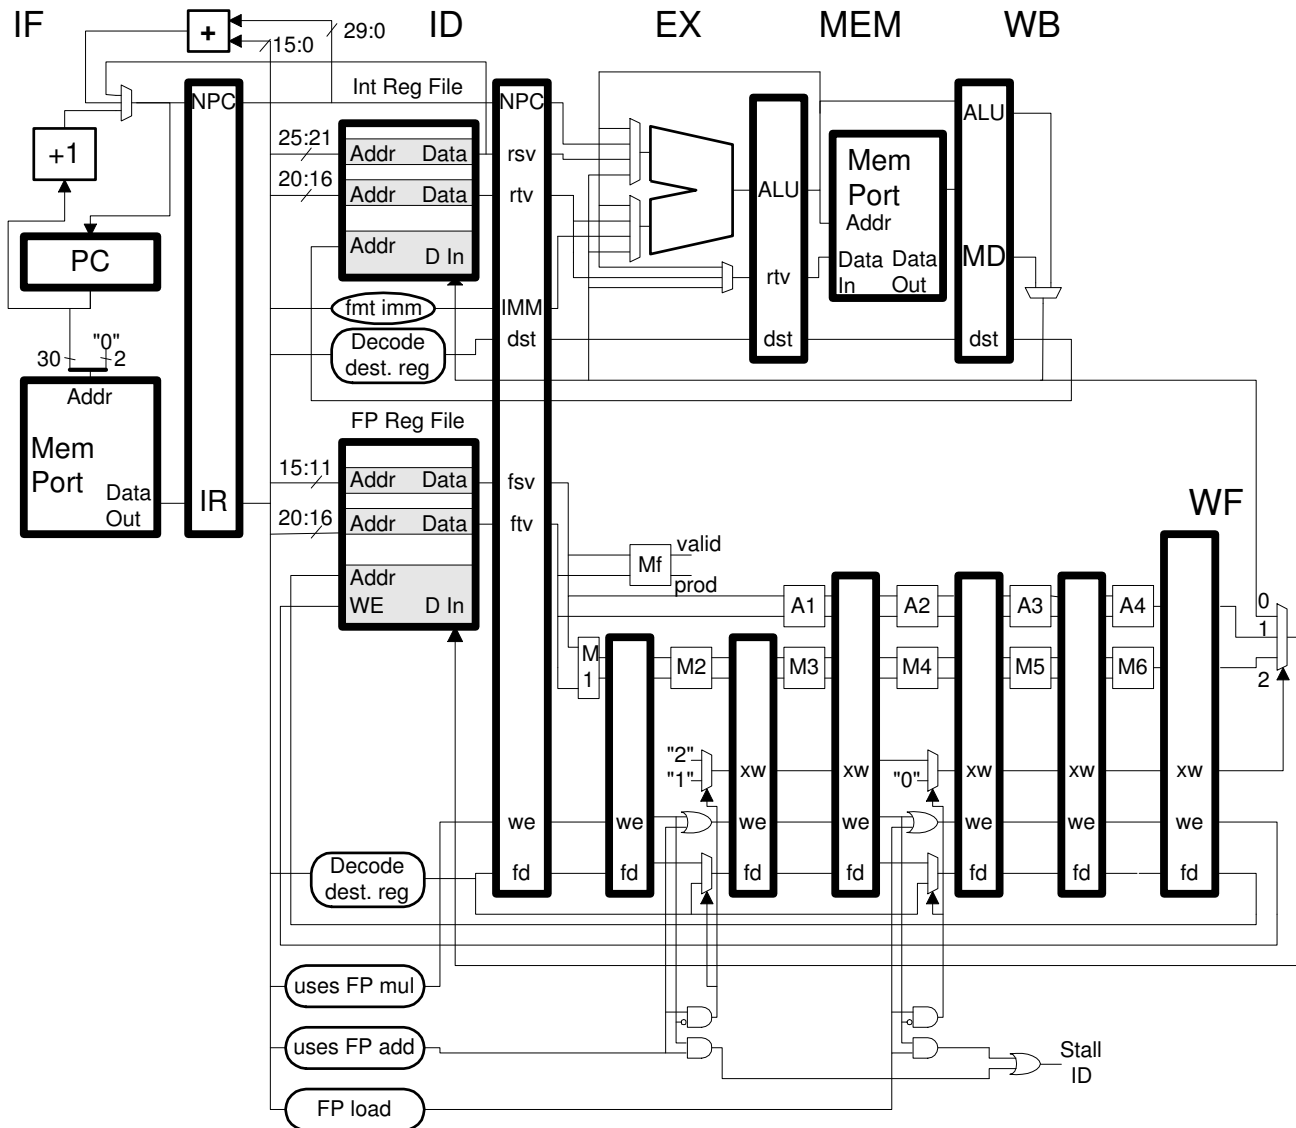 IF
ID
EX
MEM
WB
+
29:0
15:0
Int Reg File
NPC
NPC
ALU
+1
25:21
Addr
Data
rsv
Mem
Port
20:16
Addr
Data
rtv
ALU
Addr
Addr
D In
PC
Data
In
Data
Out
MD
rtv
fmt imm
IMM
"0"
30
2
Decode
dest. reg
dst
dst
dst
Addr
FP Reg File
Mem
Port
15:11
Addr
Data
fsv
Data
Out
IR
WF
20:16
Addr
Data
ftv
valid
Mf
prod
Addr
WE
D In
A1
A2
A3
A4
0
1
M
1
M2
M3
M4
M5
M6
2
"2"
"1"
xw
xw
"0"
xw
xw
xw
we
we
we
we
we
we
we
Decode
dest. reg
fd
fd
fd
fd
fd
fd
fd
uses FP mul
uses FP add
Stall
ID
FP load